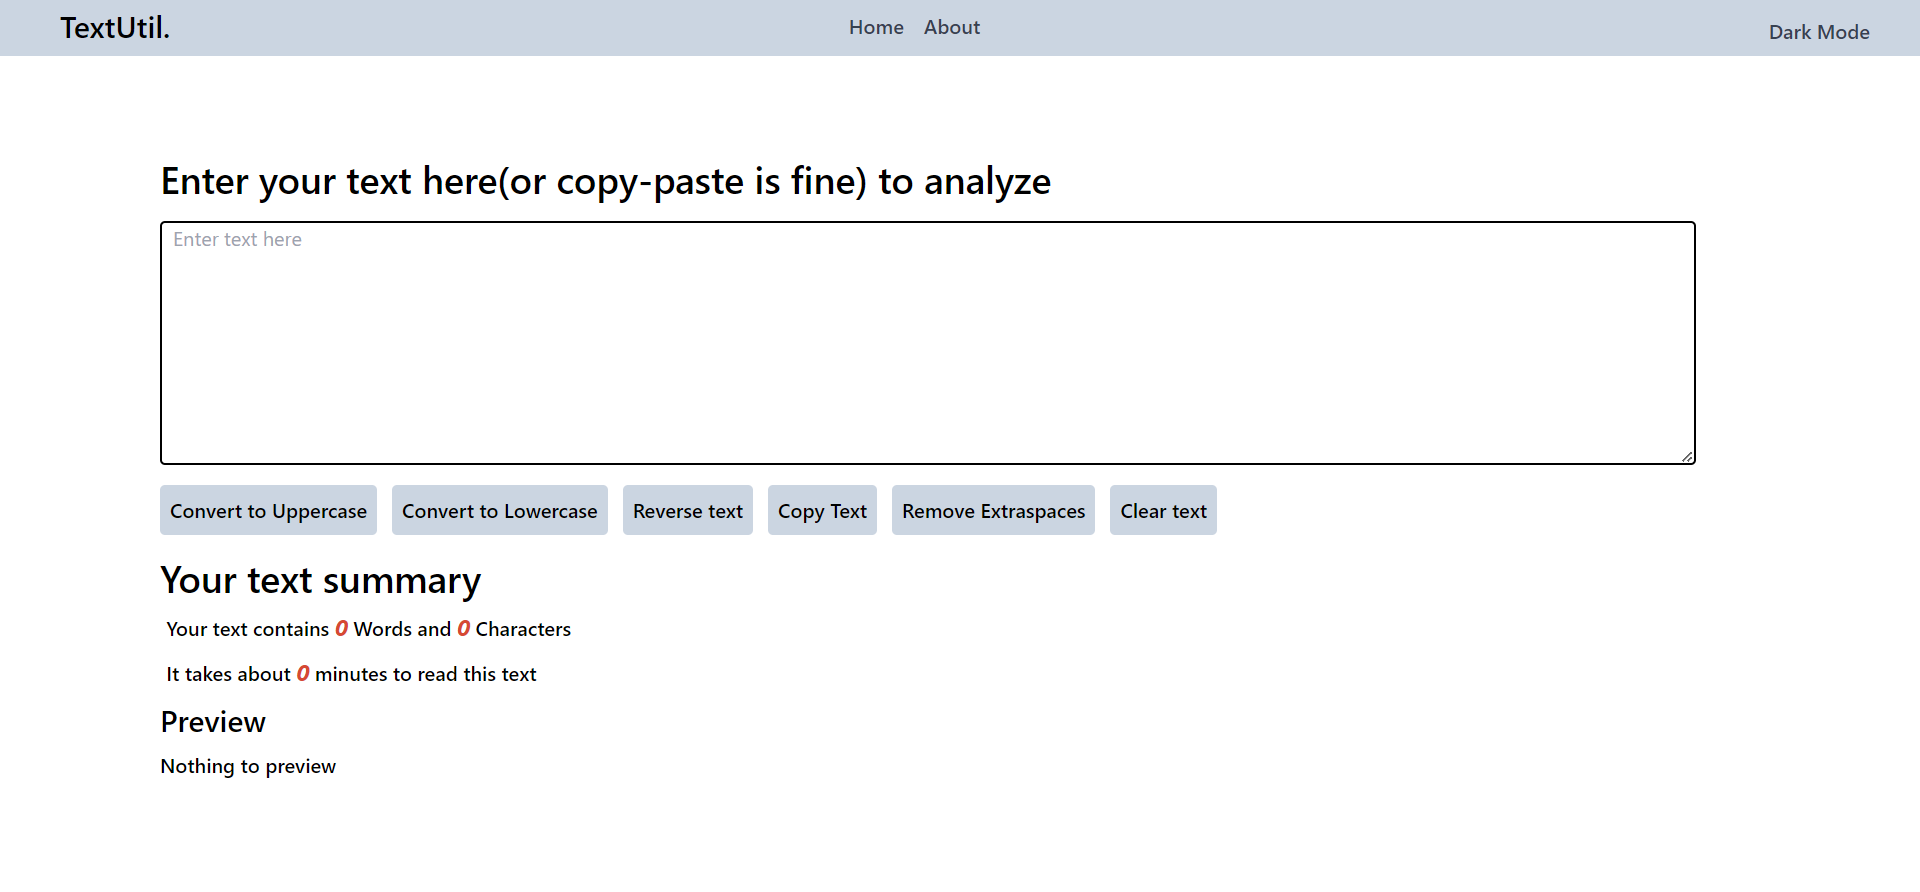 TextUtil.
Home About
Dark Mode
Enter your text here(or copy-paste is fine) to analyze
Enter text here
Convert to Uppercase
Convert to Lowercase
Reverse text
Copy Text
Remove Extraspaces
Clear text
Your text summary
Your text contains 0 Words and 0 Characters
It takes about 0 minutes to read this text
Preview
Nothing to preview